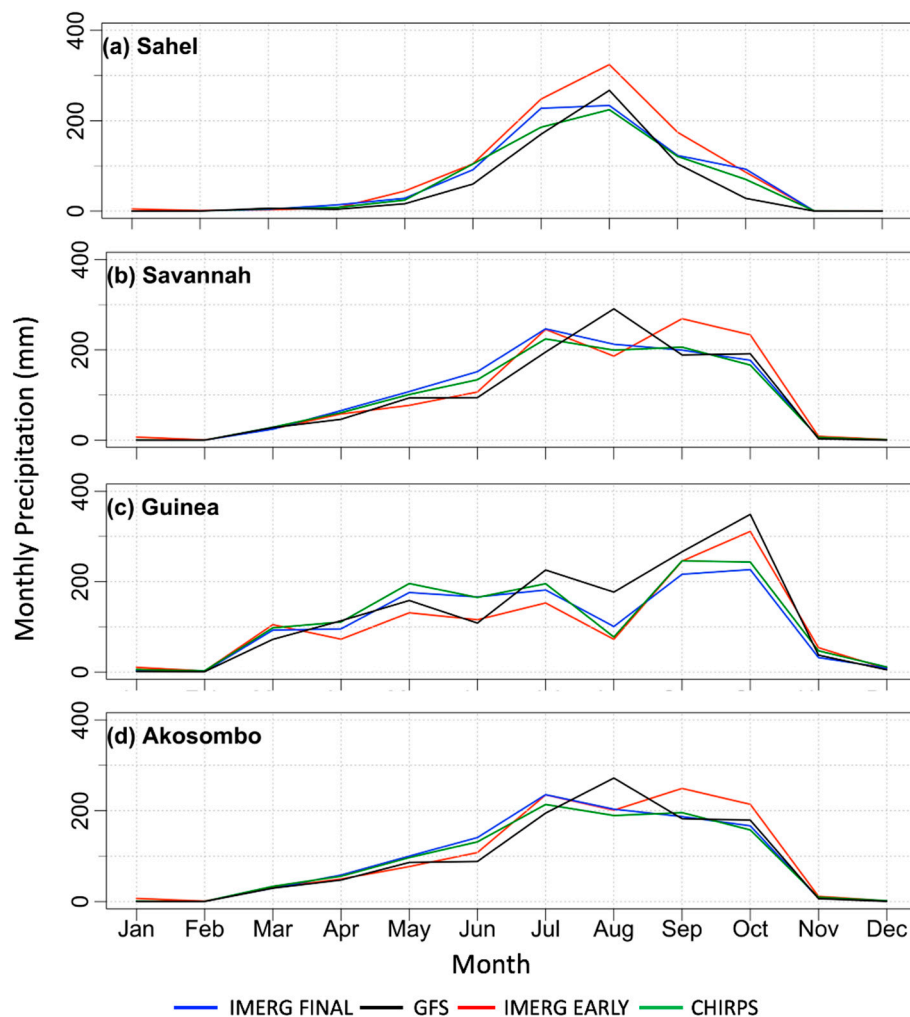 400
(a) Sahel
200
0
400
(b) Savannah
200
0
Monthly Precipitation (mm)
400
(c) Guinea
200
0
400
(d) Akosombo
200
0
Jan Feb Mar Apr May Jun Jul Aug Sep Oct Nov Dec
Month
IMERG FINAL GFS IMERG EARLY CHIRPS